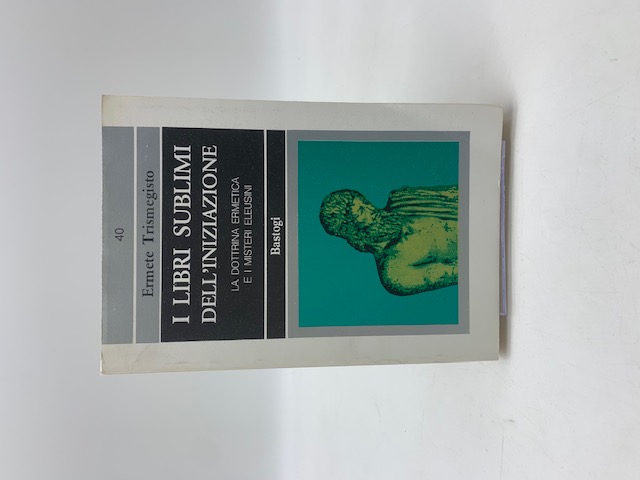 40
Ermete Trismegisto
I LIBRI SUBLIMI
DELL'INIZIAZIONE
LA DOTTRINA ERMETICA
E I MISTERI ELEUSINI
Bastogi